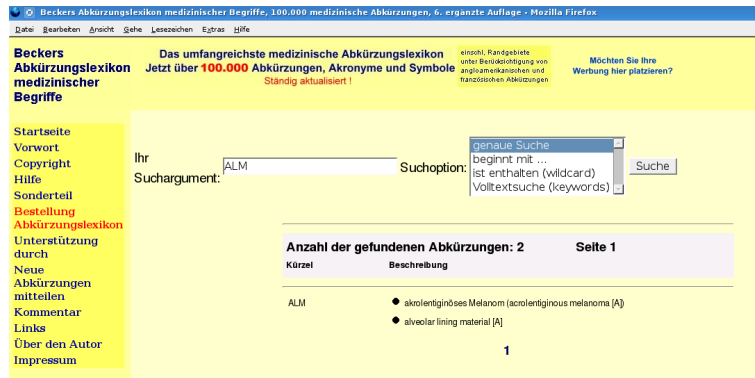 Beckers Abkürzungslexikon medizinischer Begriffe, 100.000 medizinische Abkürzungen, 6. ergänzte Auflage - Mozilla Firefox
Datei Bearbeiten Ansicht Gehe Lesezeichen Extras Hilfe
Beckers
Abkürzungslexikon
medizinischer
Begriffe
Das umfangreichste medizinische Abkürzungslexikon
Jetzt über 100.000 Abkürzungen, Akronyme und Symbole
Ständig aktualisiert !
einschl. Randgebiete
unter Berücksichtigung von
angloamerikanischen und
französischen Abkürzungen
Möchten Sie Ihre
Werbung hier platzieren?
Startseite
Vorwort
Copyright
Hilfe
Sonderteil
Bestellung
Abkürzungslexikon
Unterstützung
durch
Neue
Abkürzungen
mitteilen
Kommentar
Links
Über den Autor
Impressum
Ihr
Suchargument:
ALM
Suchoption:
genaue Suche
beginnt mit ...
ist enthalten (wildcard)
Volltextsuche (keywords)
Suche
Anzahl der gefundenen Abkürzungen: 2 Seite 1
Kürzel Beschreibung
ALM ● akrolentiginöses Melanom (acrolentiginous melanoma [A])
● alveolar lining material [A]
1